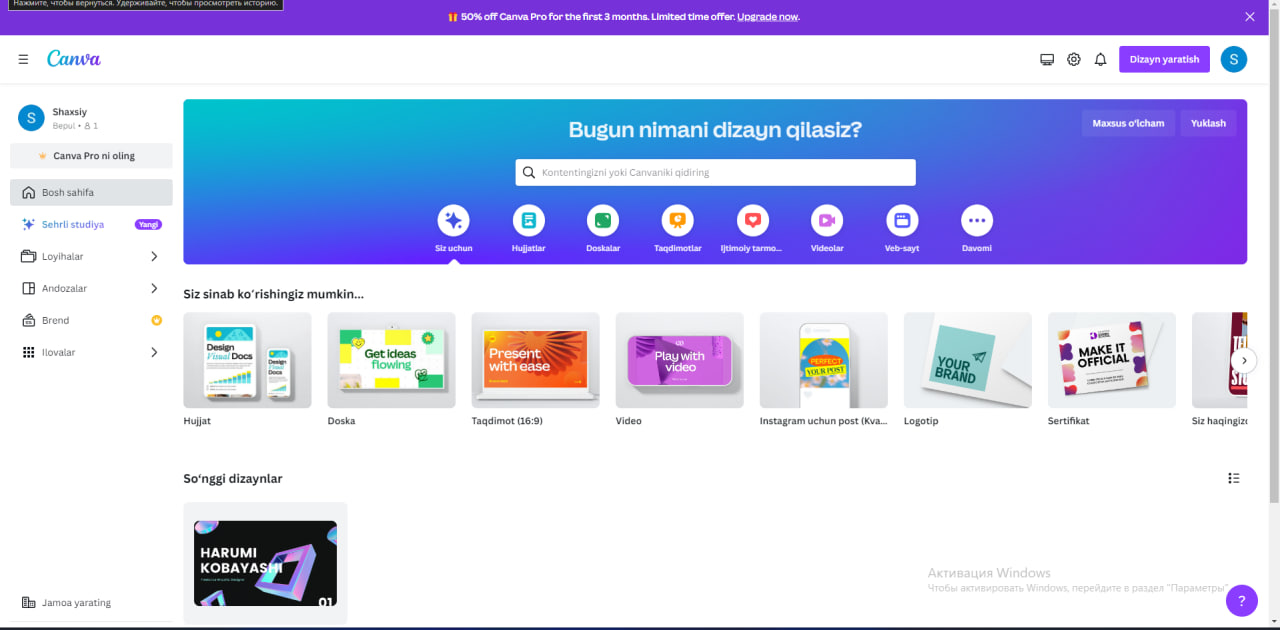 Нажмите, чтобы вернуться. Удерживайте, чтобы просмотреть историю.
50% off Canva Pro for the first 3 months. Limited time offer. Upgrade now.
Canva
Dizayn yaratish
S
S
Shaxsiy
Bepul • 1
Canva Pro ni oling
Bosh sahifa
Sehrli studiya
Yangi
Loyihalar
Andozalar
Brend
Ilovalar
Jamoa yarating
Bugun nimani dizayn qilasiz?
Maxsus o'lcham
Yuklash
Kontentingizni yoki Canvaniki qidiring
Siz uchun
Hujjatlar
Doskalar
Taqdimotlar
Ijtimoiy tarmo...
Videolar
Veb-sayt
Davomi
Siz sinab ko‘rishingiz mumkin...
Design
Visual Docs
Design
Visual
Docs
Get ideas
flowing
Present
with ease
Play with
video
PERFECT
YOUR POST
YOUR
BRAND
MAKE IT
OFFICIAL
Hujjat
Doska
Taqdimot (16:9)
Video
Instagram uchun post (Kva...
Logotip
Sertifikat
Siz haqingizd
So‘nggi dizaynlar
HARUMI
KOBAYASHI
01
Активация Windows
Чтобы активировать Windows, перейдите в раздел "Параметры".
?